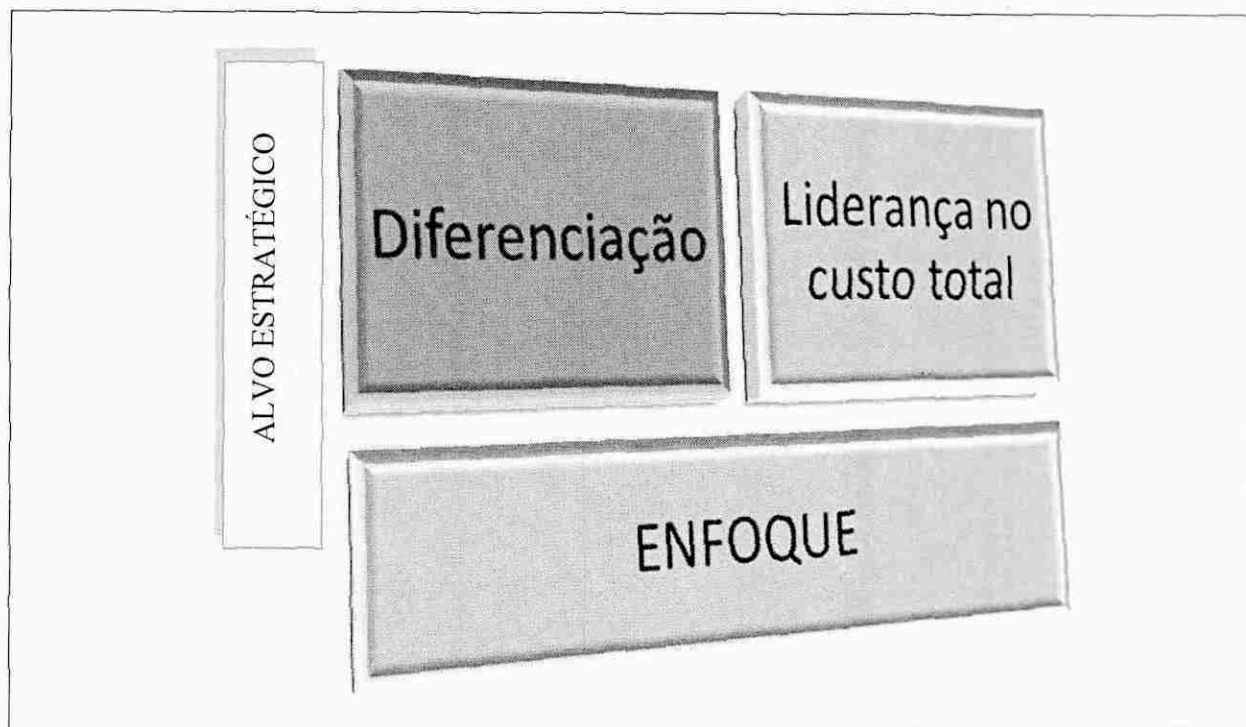 ALVO ESTRATÉGICO
Diferenciação
Liderança no
custo total
ENFOQUE